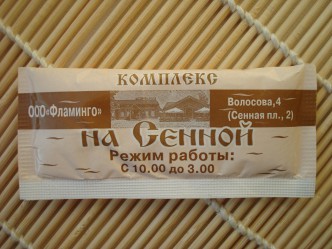 КОМПЛЕКС
ООО «Фламинго»
Волосова,4
(Сенная пл., 2)
на Сенной
Режим работы:
С 10.00 до 3.00